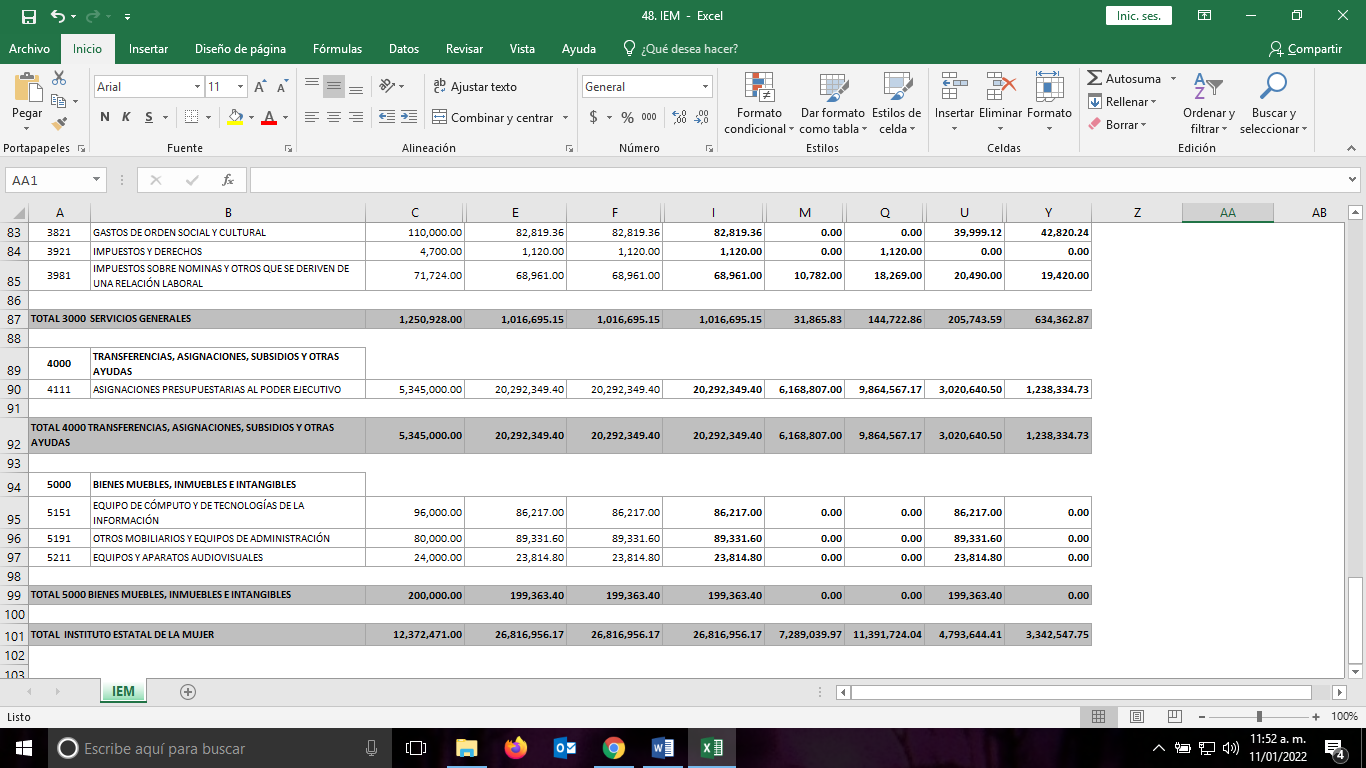 48. IEM - Excel
Inic. ses.
Archivo Inicio Insertar Diseño de página Fórmulas Datos Revisar Vista Ayuda ¿Qué desea hacer? Compartir
Pegar
Arial 11 A A
N K S A
ab Ajustar texto
Combinar y centrar
General
$ % 000
Formato condicional
Dar formato como tabla
Estilos de celda
Insertar Eliminar Formato
Autosuma
Rellenar
Borrar
Ordenar y filtrar
Buscar y seleccionar
Portapapeles Fuente Alineación Número Estilos Celdas Edición
AA1 fx
A B C E F I M Q U Y Z AA AB
83 3821 GASTOS DE ORDEN SOCIAL Y CULTURAL 110,000.00 82,819.36 82,819.36 82,819.36 0.00 0.00 39,999.12 42,820.24
84 3921 IMPUESTOS Y DERECHOS 4,700.00 1,120.00 1,120.00 1,120.00 0.00 1,120.00 0.00 0.00
85 3981 IMPUESTOS SOBRE NOMINAS Y OTROS QUE SE DERIVEN DE
UNA RELACIÓN LABORAL 71,724.00 68,961.00 68,961.00 68,961.00 10,782.00 18,269.00 20,490.00 19,420.00
86
87 TOTAL 3000 SERVICIOS GENERALES 1,250,928.00 1,016,695.15 1,016,695.15 1,016,695.15 31,865.83 144,722.86 205,743.59 634,362.87
88
89 4000 TRANSFERENCIAS, ASIGNACIONES, SUBSIDIOS Y OTRAS
AYUDAS
90 4111 ASIGNACIONES PRESUPUESTARIAS AL PODER EJECUTIVO 5,345,000.00 20,292,349.40 20,292,349.40 20,292,349.40 6,168,807.00 9,864,567.17 3,020,640.50 1,238,334.73
91
92 TOTAL 4000 TRANSFERENCIAS, ASIGNACIONES, SUBSIDIOS Y OTRAS
AYUDAS 5,345,000.00 20,292,349.40 20,292,349.40 20,292,349.40 6,168,807.00 9,864,567.17 3,020,640.50 1,238,334.73
93
94 5000 BIENES MUEBLES, INMUEBLES E INTANGIBLES
95 5151 EQUIPO DE CÓMPUTO Y DE TECNOLOGÍAS DE LA
INFORMACIÓN 96,000.00 86,217.00 86,217.00 86,217.00 0.00 0.00 86,217.00 0.00
96 5191 OTROS MOBILIARIOS Y EQUIPOS DE ADMINISTRACIÓN 80,000.00 89,331.60 89,331.60 89,331.60 0.00 0.00 89,331.60 0.00
97 5211 EQUIPOS Y APARATOS AUDIOVISUALES 24,000.00 23,814.80 23,814.80 23,814.80 0.00 0.00 23,814.80 0.00
98
99 TOTAL 5000 BIENES MUEBLES, INMUEBLES E INTANGIBLES 200,000.00 199,363.40 199,363.40 199,363.40 0.00 0.00 199,363.40 0.00
100
101 TOTAL INSTITUTO ESTATAL DE LA MUJER 12,372,471.00 26,816,956.17 26,816,956.17 26,816,956.17 7,289,039.97 11,391,724.04 4,793,644.41 3,342,547.75
102
103
IEM
Listo 100%
Escribe aquí para buscar
11:52 a. m.
11/01/2022
4